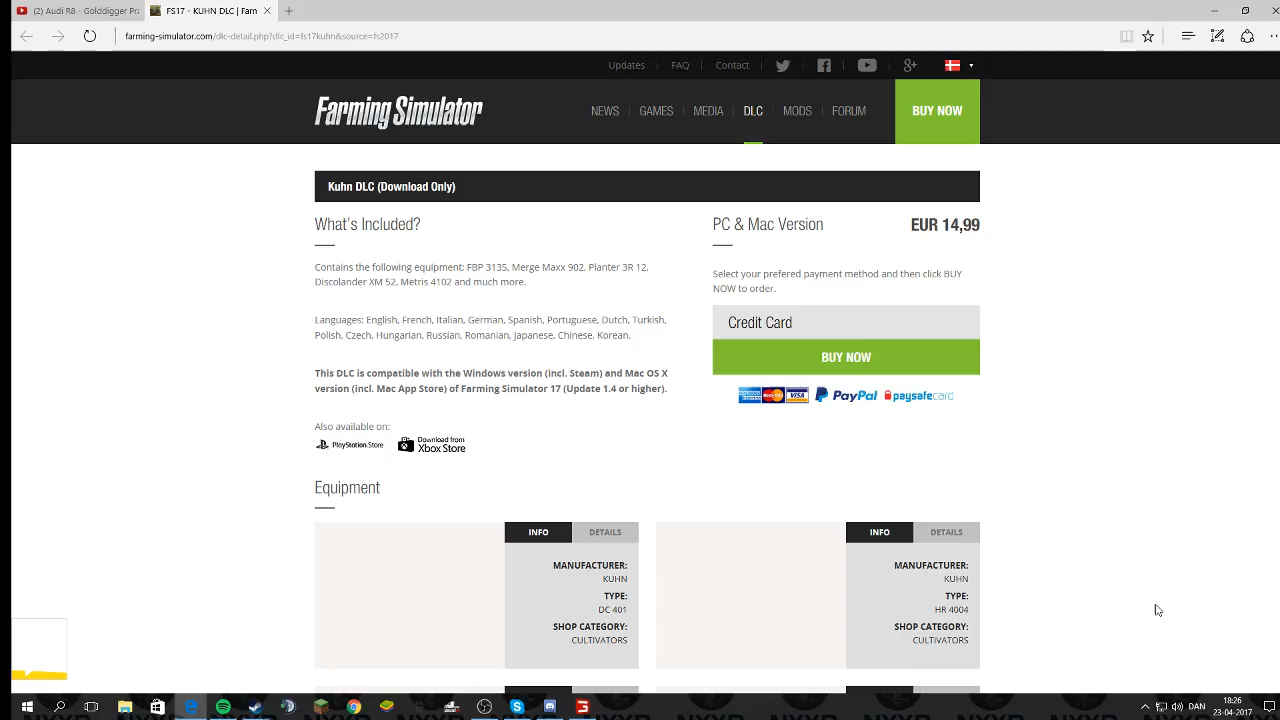 (2) Audi R8 - Golddigger Pr
FS17 - KUHN DLC | Farn
farming-simulator.com/dlc-detail.php?dlc_id=fs17kuhn&source=fs2017
Updates
FAQ
Contact
Farming Simulator
NEWS
GAMES
MEDIA
DLC
MODS
FORUM
BUY NOW
Kuhn DLC (Download Only)
What's Included?
Contains the following equipment: FBP 3135, Merge Maxx 902, Planter 3R 12,
Discolander XM 52, Metris 4102 and much more.
Languages: English, French, Italian, German, Spanish, Portuguese, Dutch, Turkish,
Polish, Czech, Hungarian, Russian, Romanian, Japanese, Chinese, Korean.
This DLC is compatible with the Windows version (incl. Steam) and Mac OS X
version (incl. Mac App Store) of Farming Simulator 17 (Update 1.4 or higher).
Also available on:
PlayStation.Store
Download from
Xbox Store
PC & Mac Version
EUR 14,99
Select your prefered payment method and then click BUY
NOW to order.
Credit Card
BUY NOW
VISA
PayPal
paysafecard
Equipment
INFO
DETAILS
MANUFACTURER:
KUHN
TYPE:
DC 401
SHOP CATEGORY:
CULTIVATORS
INFO
DETAILS
MANUFACTURER:
KUHN
TYPE:
HR 4004
SHOP CATEGORY:
CULTIVATORS
DAN
18:26
23-04-2017